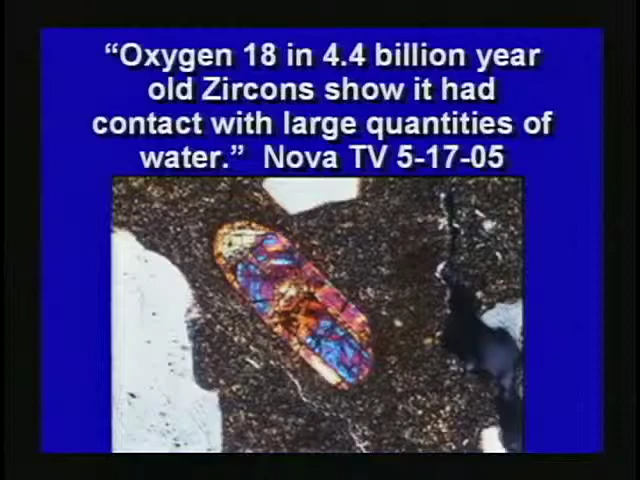 “Oxygen 18 in 4.4 billion year
old Zircons show it had
contact with large quantities of
water.” Nova TV 5-17-05